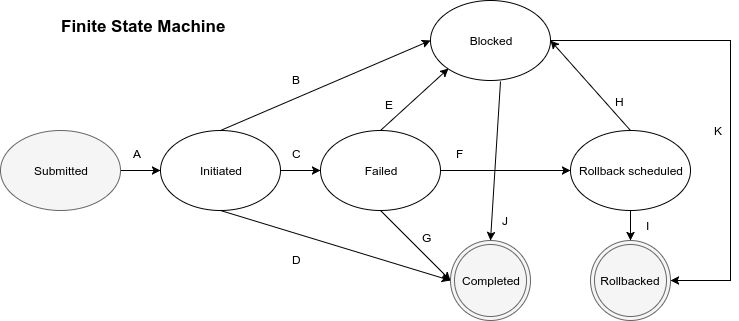 Finite State Machine
Blocked
B
E
H
K
A
C
F
Submitted
Initiated
Failed
Rollback scheduled
J
I
G
D
Completed
Rollbacked